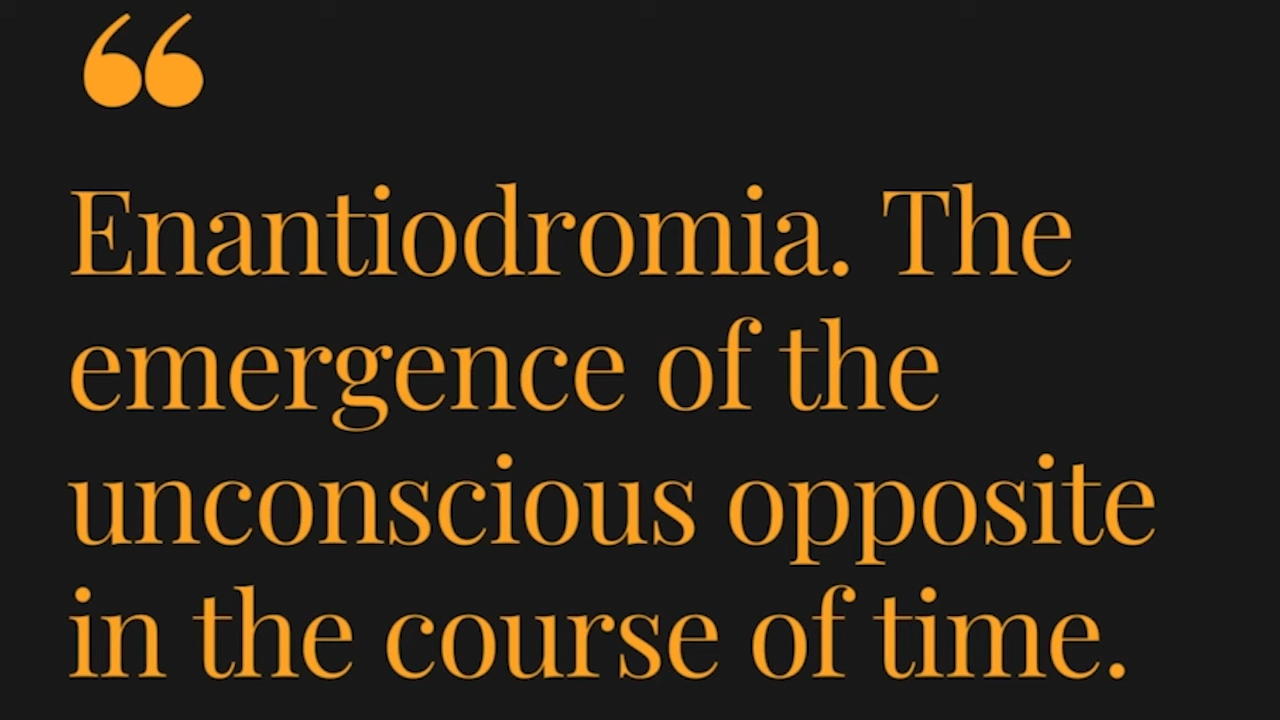 “
Enantiodromia. The
emergence of the
unconscious opposite
in the course of time.